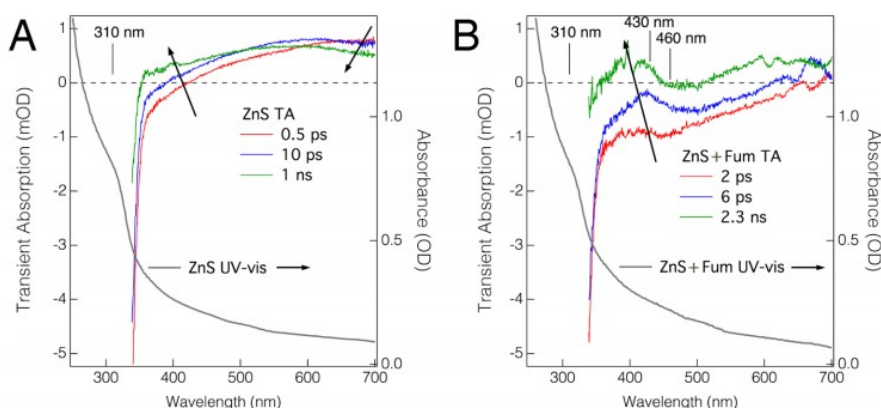 A
310 nm
1
0
-1
-2
-3
-4
-5
Transient Absorption (mOD)
ZnS TA
0.5 ps
10 ps
1 ns
ZnS UV-vis
1.0
0.5
0.0
Absorbance (OD)
300
400
500
600
700
Wavelength (nm)
B
310 nm
430 nm
460 nm
1
0
-1
-2
-3
-4
-5
Transient Absorption (mOD)
ZnS+Fum TA
2 ps
6 ps
2.3 ns
ZnS+Fum UV-vis
1.0
0.5
0.0
Absorbance (OD)
300
400
500
600
700
Wavelength (nm)